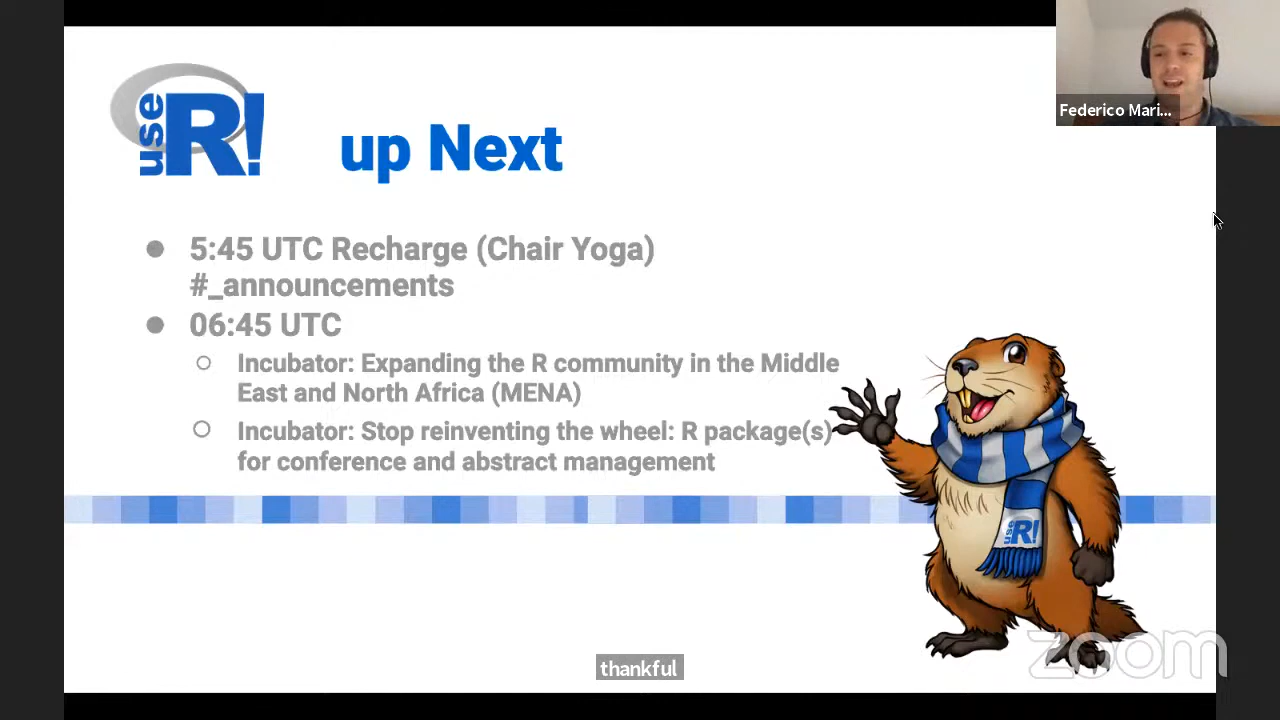 use
R!
up Next
Federico Mari...
● 5:45 UTC Recharge (Chair Yoga)
#_announcements
● 06:45 UTC
○ Incubator: Expanding the R community in the Middle
East and North Africa (MENA)
○ Incubator: Stop reinventing the wheel: R package(s)
for conference and abstract management
use
R!
zoom
thankful